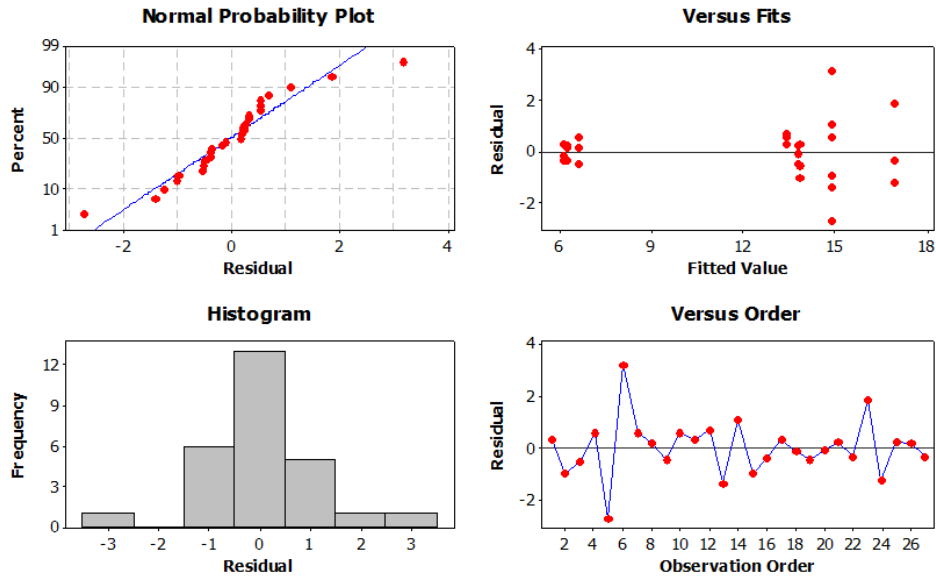 Normal Probability Plot
99
90
50
10
1
Percent
-2 0 2 4
Residual
Versus Fits
4
2
0
-2
Residual
6 9 12 15 18
Fitted Value
Histogram
12
9
6
3
0
Frequency
-3 -2 -1 0 1 2 3
Residual
Versus Order
4
2
0
-2
Residual
2 4 6 8 10 12 14 16 18 20 22 24 26
Observation Order